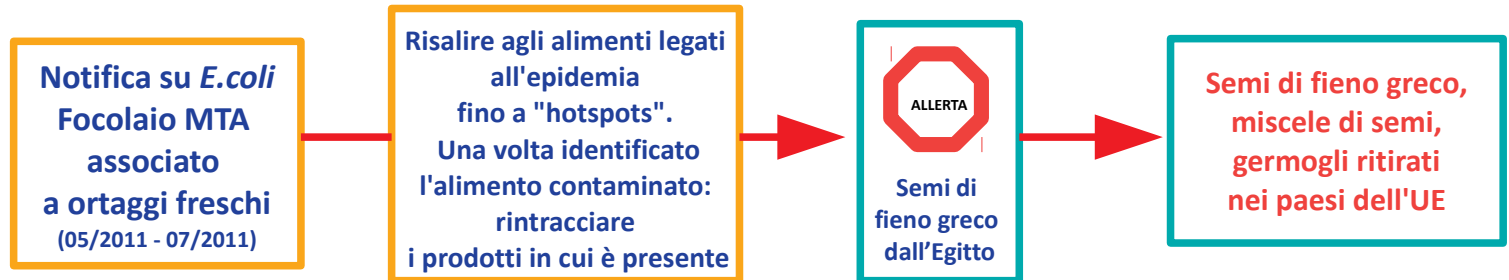 Notifica su E.coli
Focolaio MTA
associato
a ortaggi freschi
(05/2011 - 07/2011)
Risalire agli alimenti legati
all'epidemia
fino a "hotspots".
Una volta identificato
l'alimento contaminato:
rintracciare
i prodotti in cui è presente
ALLERTA
Semi di
fieno greco
dall’Egitto
Semi di fieno greco,
miscele di semi,
germogli ritirati
nei paesi dell'UE